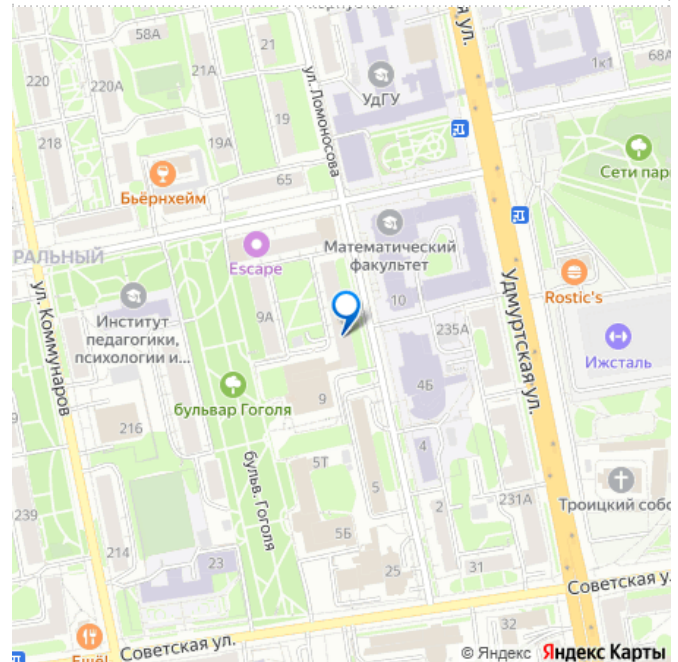 58А
21
220
220А
21А
ул. Ломоносова
УдГУ
я ул.
1к1
68А
218
19А
19
Бьёрнхейм
65
Сети пар
РАЛЬНЫЙ
Escape
Математический
факультет
Rostic's
ул. Коммунаров
Институт
педагогики,
психологии и...
9А
10
235А
Удмуртская ул.
Ижсталь
бульвар Гоголя
9
4Б
216
бульв. Гоголя
5Т
5
4
2
231А
Троицкий собо
239
214
23
5Б
25
31
Советская у
32
Ещё!
Советская ул.
© Яндекс Яндекс Карты